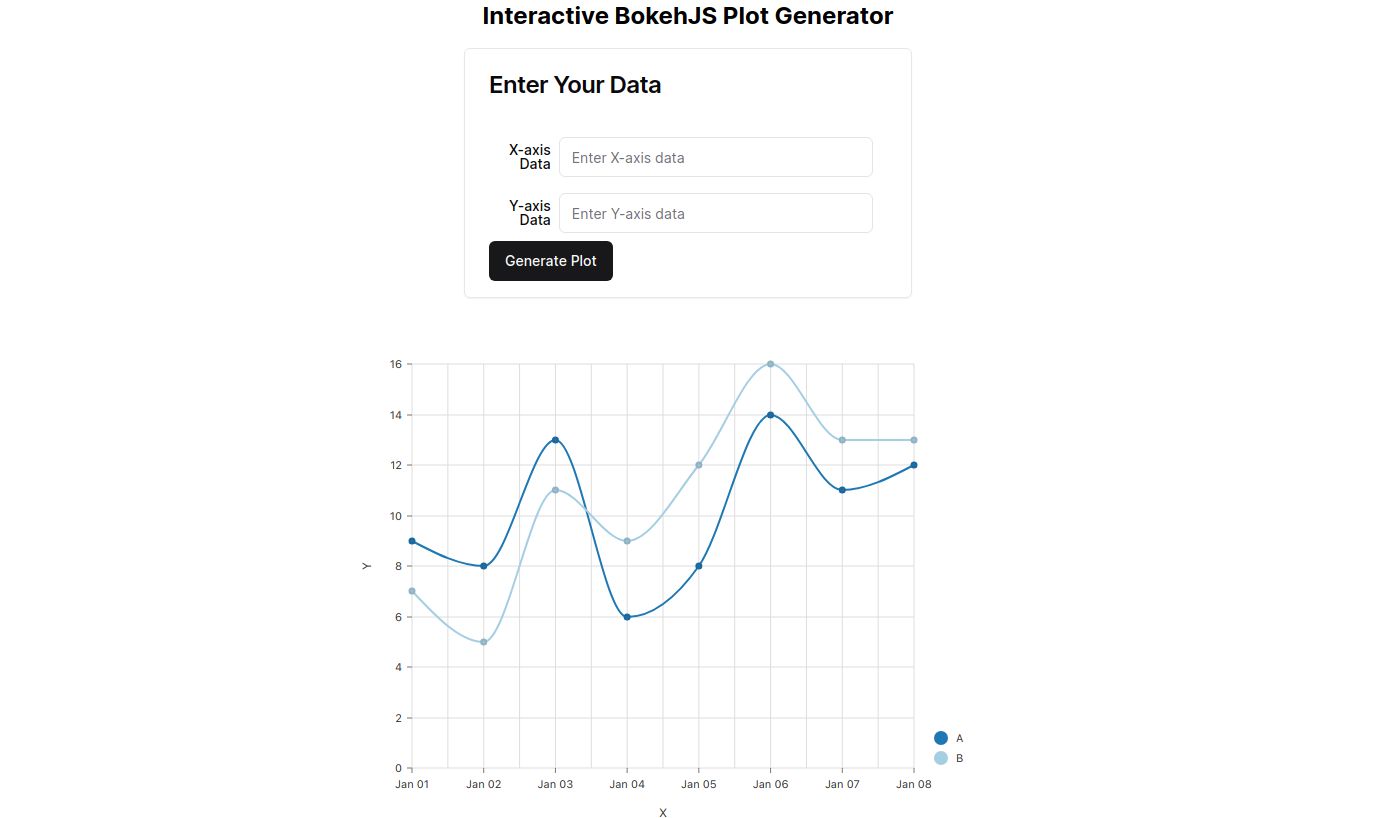 Interactive BokehJS Plot Generator
Enter Your Data
X-axis
Data
Enter X-axis data
Y-axis
Data
Enter Y-axis data
Generate Plot
16
14
12
10
8
6
4
2
0
Y
Jan 01 Jan 02 Jan 03 Jan 04 Jan 05 Jan 06 Jan 07 Jan 08
X
A
B